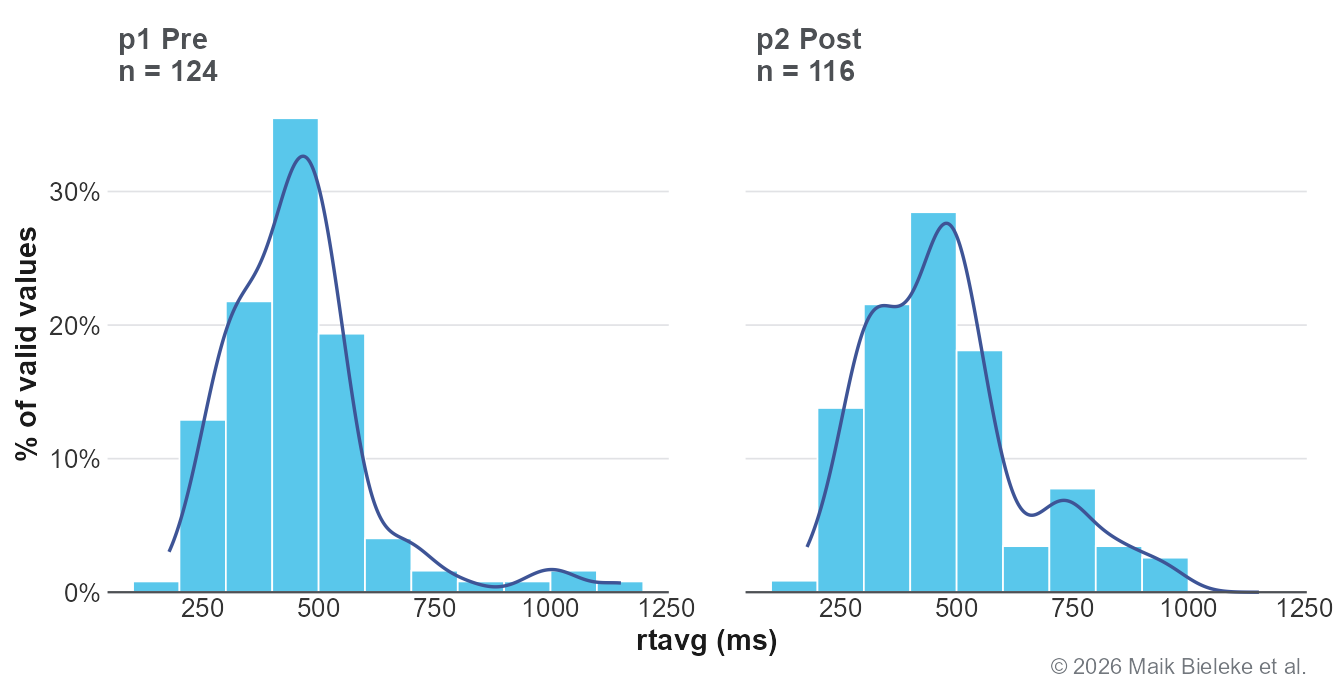 p1 Pre
n = 124
p2 Post
n = 116
% of valid values
30%
20%
10%
0%
250 500 750 1000 1250
250 500 750 1000 1250
rtavg (ms)
© 2026 Maik Bieleke et al.